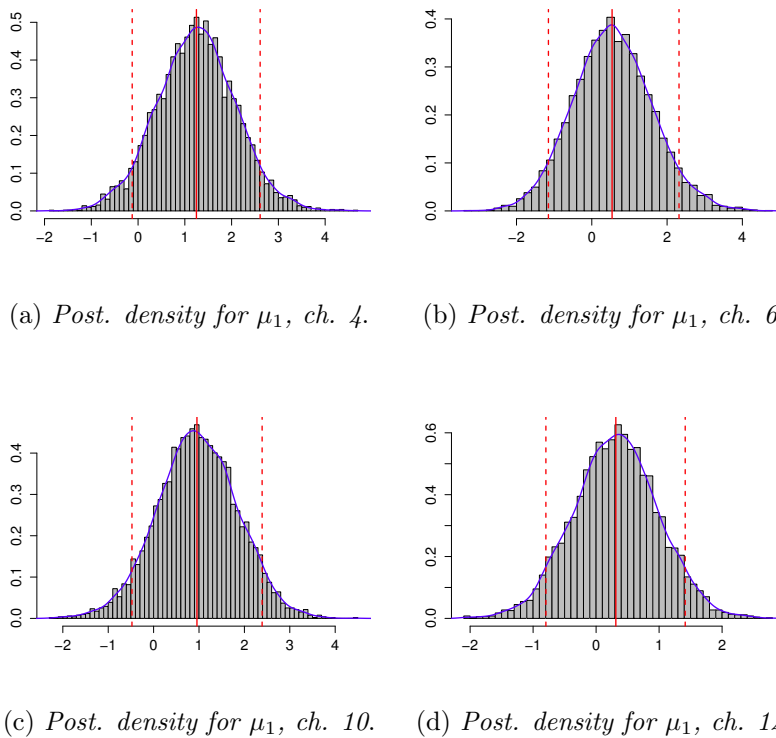 0.0 0.1 0.2 0.3 0.4 0.5
−2 −1 0 1 2 3 4
0.0 0.1 0.2 0.3 0.4
−2 0 2 4
(a) Post. density for μ₁, ch. 4.
(b) Post. density for μ₁, ch. 6
0.0 0.1 0.2 0.3 0.4
−2 −1 0 1 2 3 4
0.0 0.2 0.4 0.6
−2 −1 0 1 2
(c) Post. density for μ₁, ch. 10.
(d) Post. density for μ₁, ch.